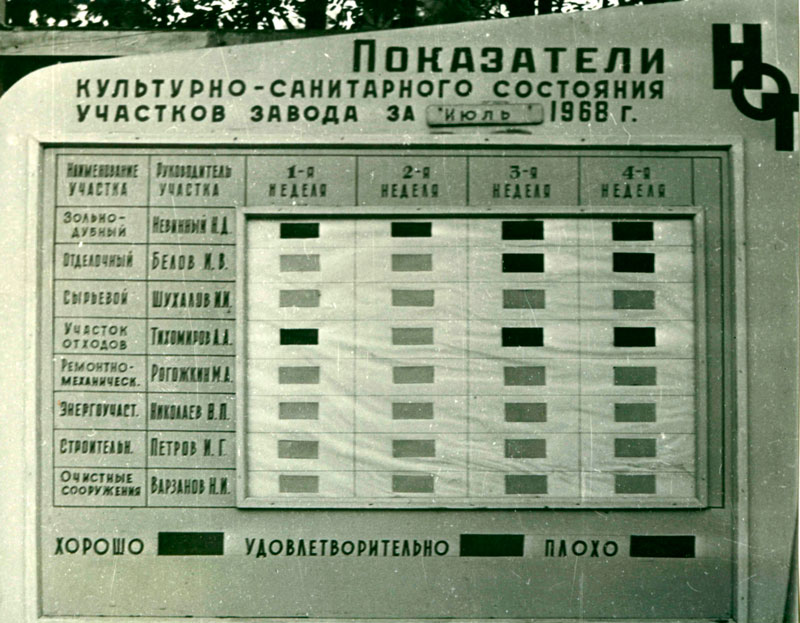 НОТ
ПОКАЗАТЕЛИ
КУЛЬТУРНО-САНИТАРНОГО СОСТОЯНИЯ
УЧАСТКОВ ЗАВОДА ЗА "ИЮЛЬ" 1968 г.
НАИМЕНОВАНИЕ УЧАСТКА РУКОВОДИТЕЛЬ УЧАСТКА 1-я НЕДЕЛЯ 2-я НЕДЕЛЯ 3-я НЕДЕЛЯ 4-я НЕДЕЛЯ
ЗОЛЬНО-ДУБНЫЙ НЕВИННЫЙ Н.Д.
ОТДЕЛОЧНЫЙ БЕЛОВ И. В.
СЫРЬЕВОЙ ШУХАЛОВ И.И.
УЧАСТОК ОТХОДОВ ТИХОМИРОВ А.А.
РЕМОНТНО-МЕХАНИЧЕСК. РОГОЖКИН М.А.
ЭНЕРГОУЧАСТ. НИКОЛАЕВ В.П.
СТРОИТЕЛЬН. ПЕТРОВ И. Г.
ОЧИСТНЫЕ СООРУЖЕНИЯ ВАРЗАНОВ Н.И.
ХОРОШО УДОВЛЕТВОРИТЕЛЬНО ПЛОХО